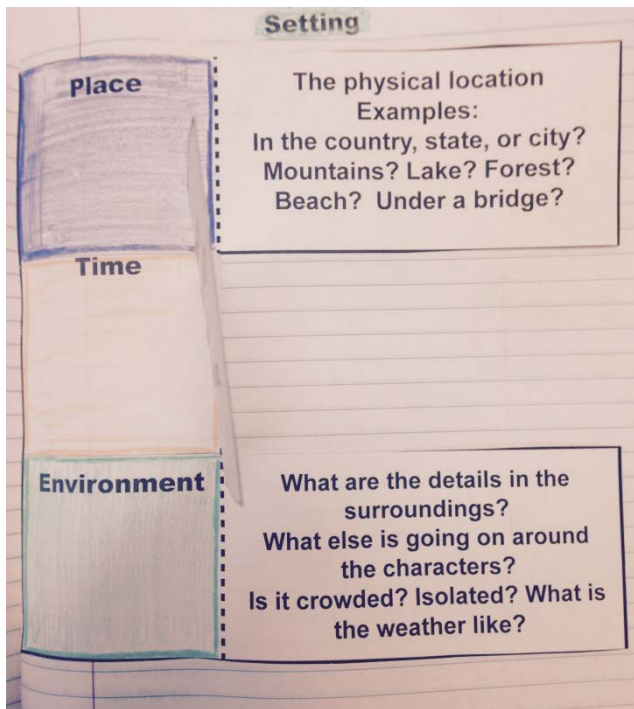 Setting
Place
The physical location
Examples:
In the country, state, or city?
Mountains? Lake? Forest?
Beach? Under a bridge?
Time
Environment
What are the details in the
surroundings?
What else is going on around
the characters?
Is it crowded? Isolated? What is
the weather like?